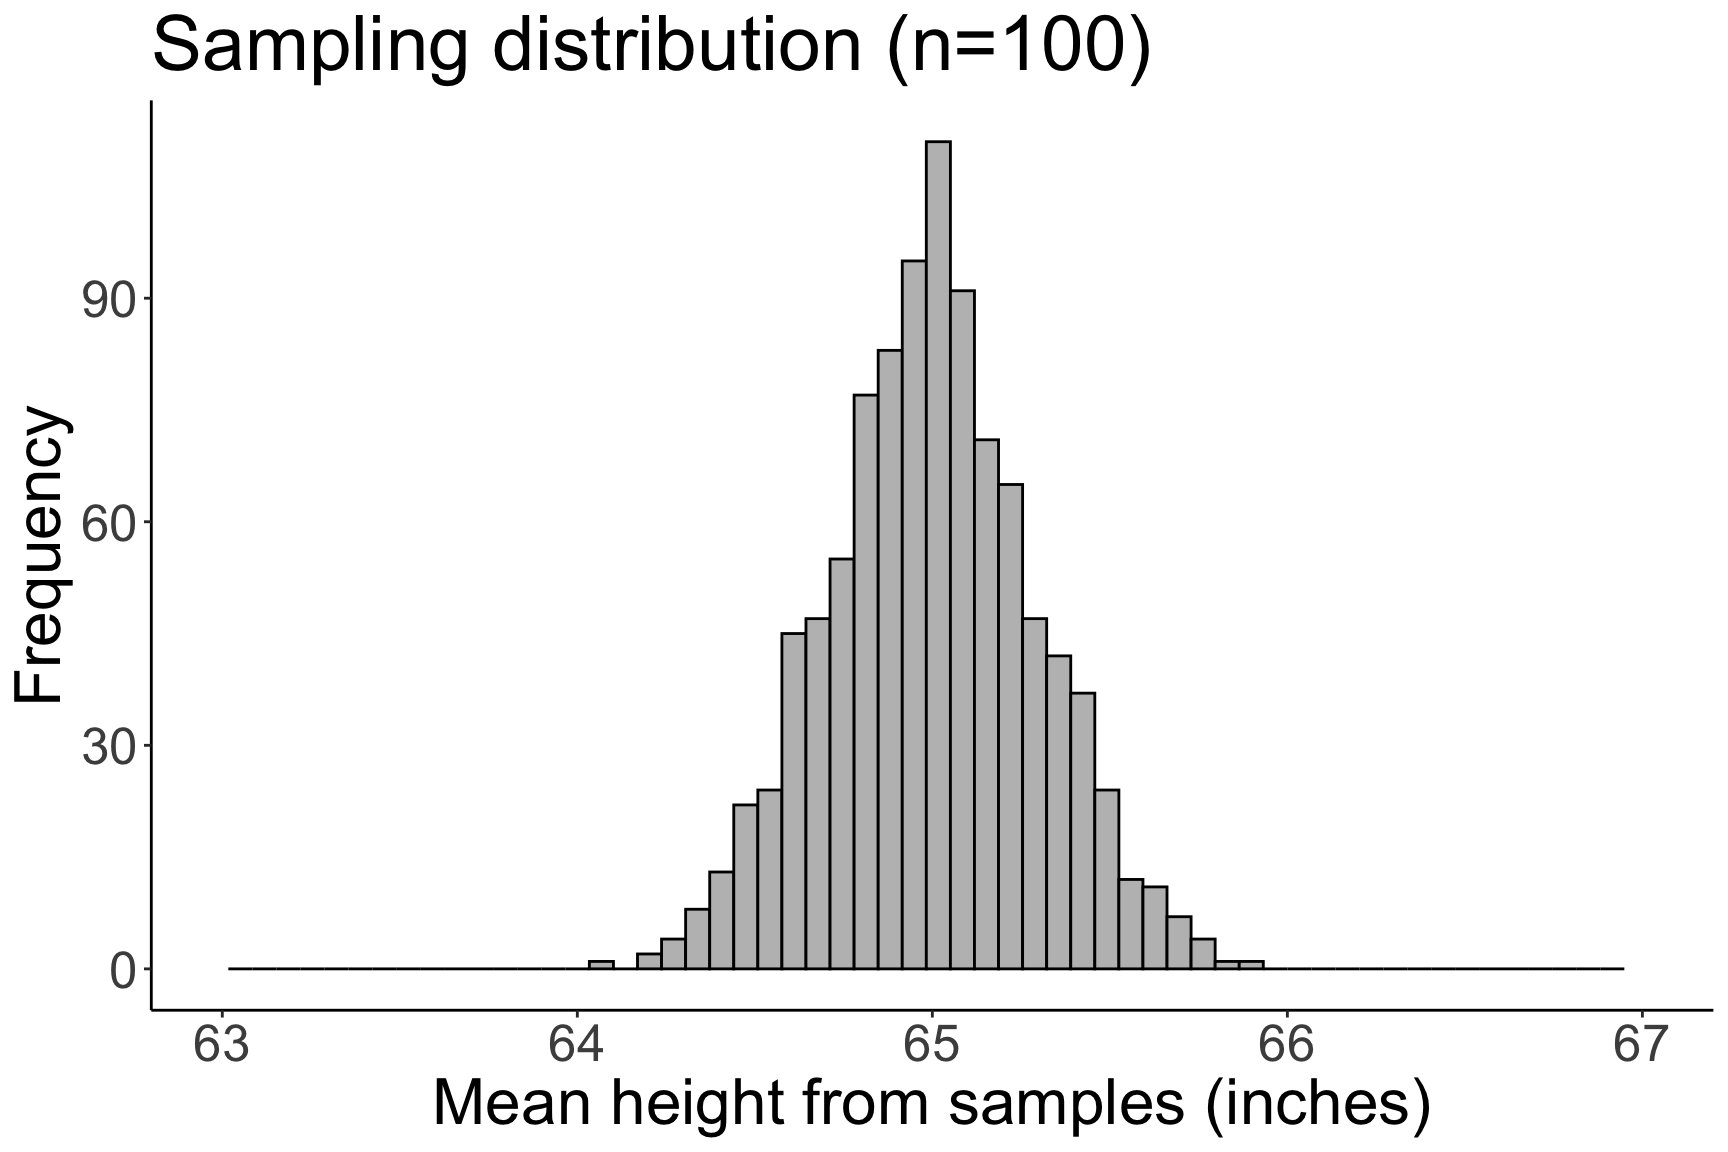 Sampling distribution (n=100)
Frequency
90
60
30
0
63 64 65 66 67
Mean height from samples (inches)